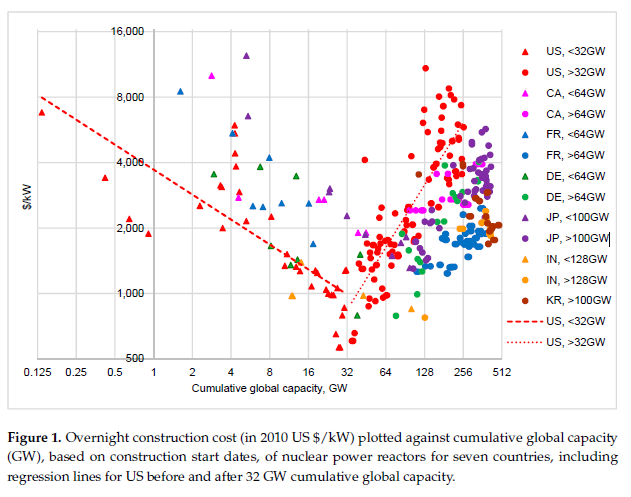 16,000
8,000
4,000
2,000
1,000
500
$/kW
0.125 0.25 0.5 1 2 4 8 16 32 64 128 256 512
Cumulative global capacity, GW
US, <32GW
US, >32GW
CA, <64GW
CA, >64GW
FR, <64GW
FR, >64GW
DE, <64GW
DE, >64GW
JP, <100GW
JP, >100GW
IN, <128GW
IN, >128GW
KR, >100GW
US, <32GW
US, >32GW
Figure 1. Overnight construction cost (in 2010 US $/kW) plotted against cumulative global capacity
(GW), based on construction start dates, of nuclear power reactors for seven countries, including
regression lines for US before and after 32 GW cumulative global capacity.